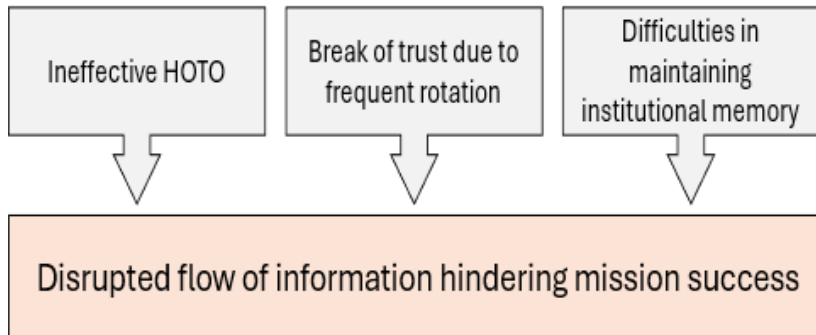 Ineffective HOTO
Break of trust due to
frequent rotation
Difficulties in
maintaining
institutional memory
Disrupted flow of information hindering mission success